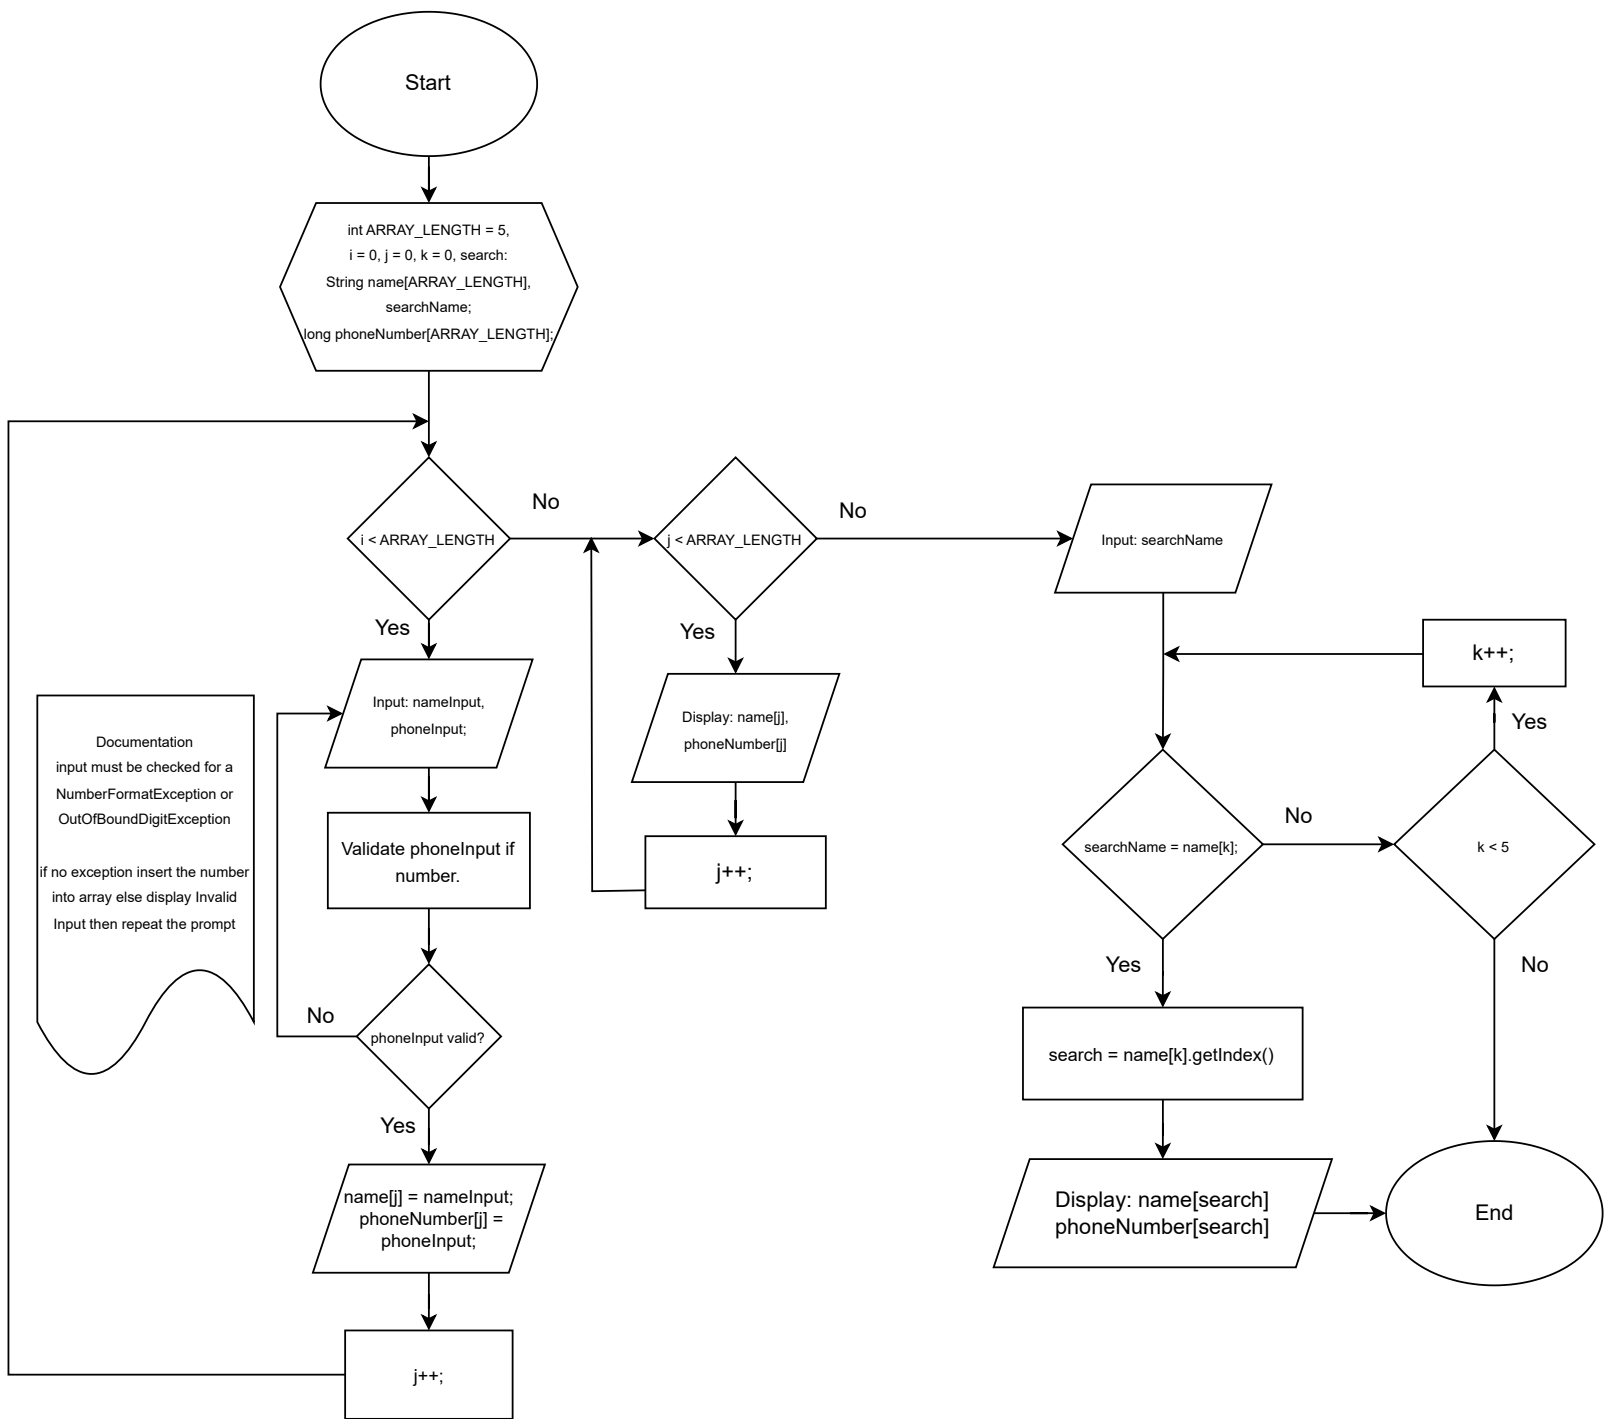 Start
int ARRAY_LENGTH = 5,
i = 0, j = 0, k = 0, search:
String name[ARRAY_LENGTH],
searchName;
long phoneNumber[ARRAY_LENGTH];
i < ARRAY_LENGTH
No
Yes
Input: nameInput,
phoneInput;
Documentation
input must be checked for a
NumberFormatException or
OutOfBoundDigitException
if no exception insert the number
into array else display Invalid
Input then repeat the prompt
Validate phoneInput if
number.
phoneInput valid?
No
Yes
name[j] = nameInput;
phoneNumber[j] =
phoneInput;
j++;
j < ARRAY_LENGTH
No
Yes
Display: name[j],
phoneNumber[j]
j++;
Input: searchName
searchName = name[k];
No
Yes
k < 5
Yes
k++;
No
search = name[k].getIndex()
Display: name[search]
phoneNumber[search]
End